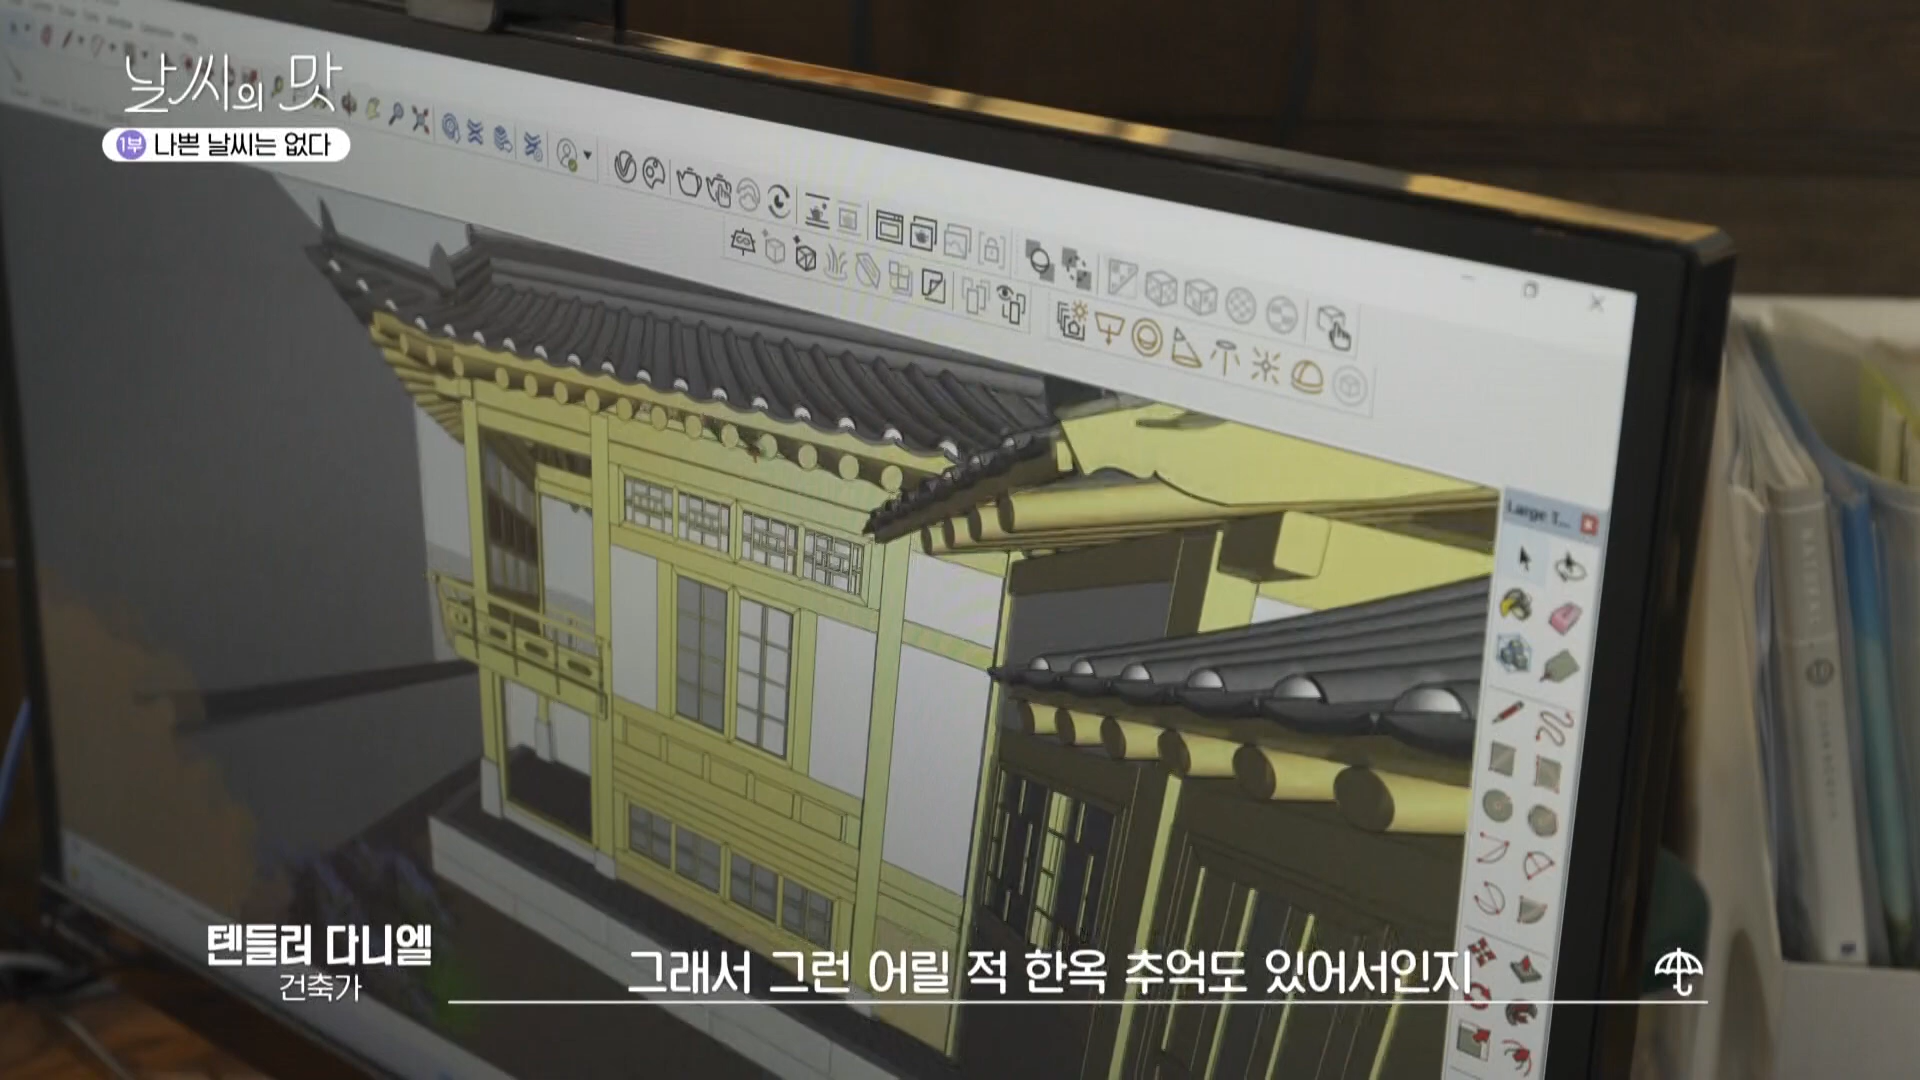 날씨의 맛
1부 나쁜 날씨는 없다
Large T...
텐들러 다니엘
건축가
그래서 그런 어릴 적 한옥 추억도 있어서인지